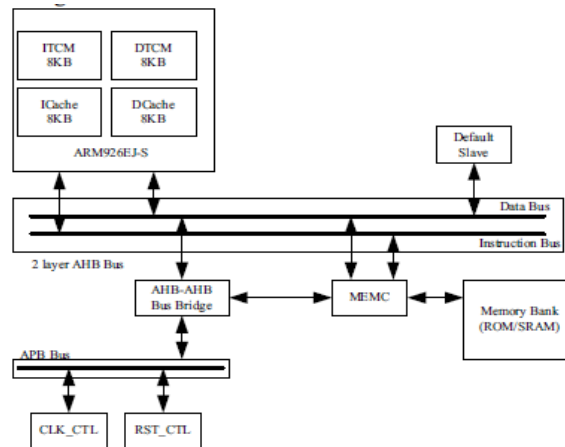 ITCM
8KB
DTCM
8KB
ICache
8KB
DCache
8KB
ARM926EJ-S
Default
Slave
Data Bus
Instruction Bus
2 layer AHB Bus
AHB-AHB
Bus Bridge
MEMC
Memory Bank
(ROM/SRAM)
APB Bus
CLK_CTL
RST_CTL